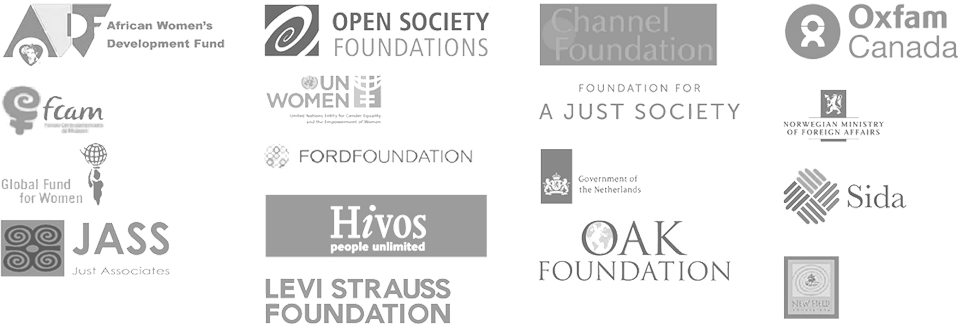 African Women's
Development Fund
fcam
Global Fund
for Women
JASS
Just Associates
OPEN SOCIETY
FOUNDATIONS
UN
WOMEN
United Nations Entity for Gender Equality
and the Empowerment of Women
FORDFOUNDATION
Hivos
people unlimited
LEVI STRAUSS
FOUNDATION
Channel
Foundation
FOUNDATION FOR
A JUST SOCIETY
Government of
the Netherlands
OAK
FOUNDATION
Oxfam
Canada
NORWEGIAN MINISTRY
OF FOREIGN AFFAIRS
Sida
NEW FIELD